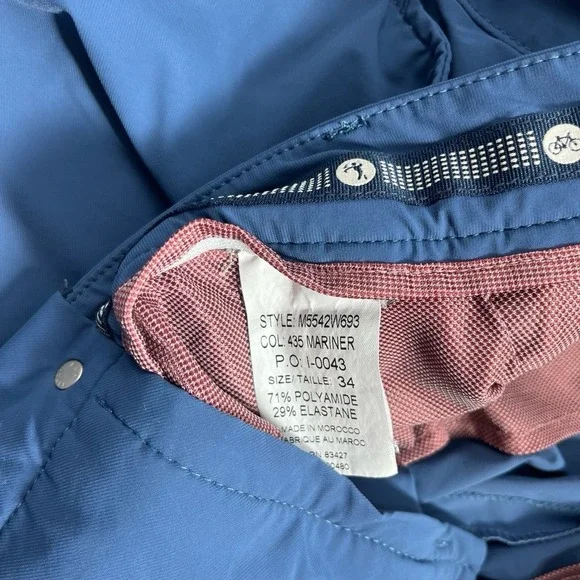 STYLE: M5542W693
COL: 435 MARINER
P.O: I-0043
SIZE/TAILLE: 34
71% POLYAMIDE
29% ELASTANE
MADE IN MOROCCO
FABRIQUE AU MAROC
83427